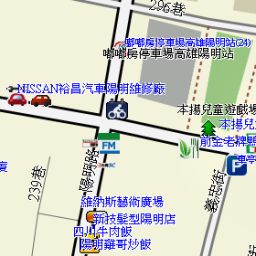 296巷
嘟嘟房停車場高雄陽明站(24)
嘟嘟房停車場高雄陽明站
NISSAN裕昌汽車陽明維修廠
本揚兒童遊戲場
本揚兒
FM
前金老牌
陽明路
239巷
義忠街
維納斯藝術廣場
新技髮型陽明店
四川牛肉飯
陽明雞哥炒飯